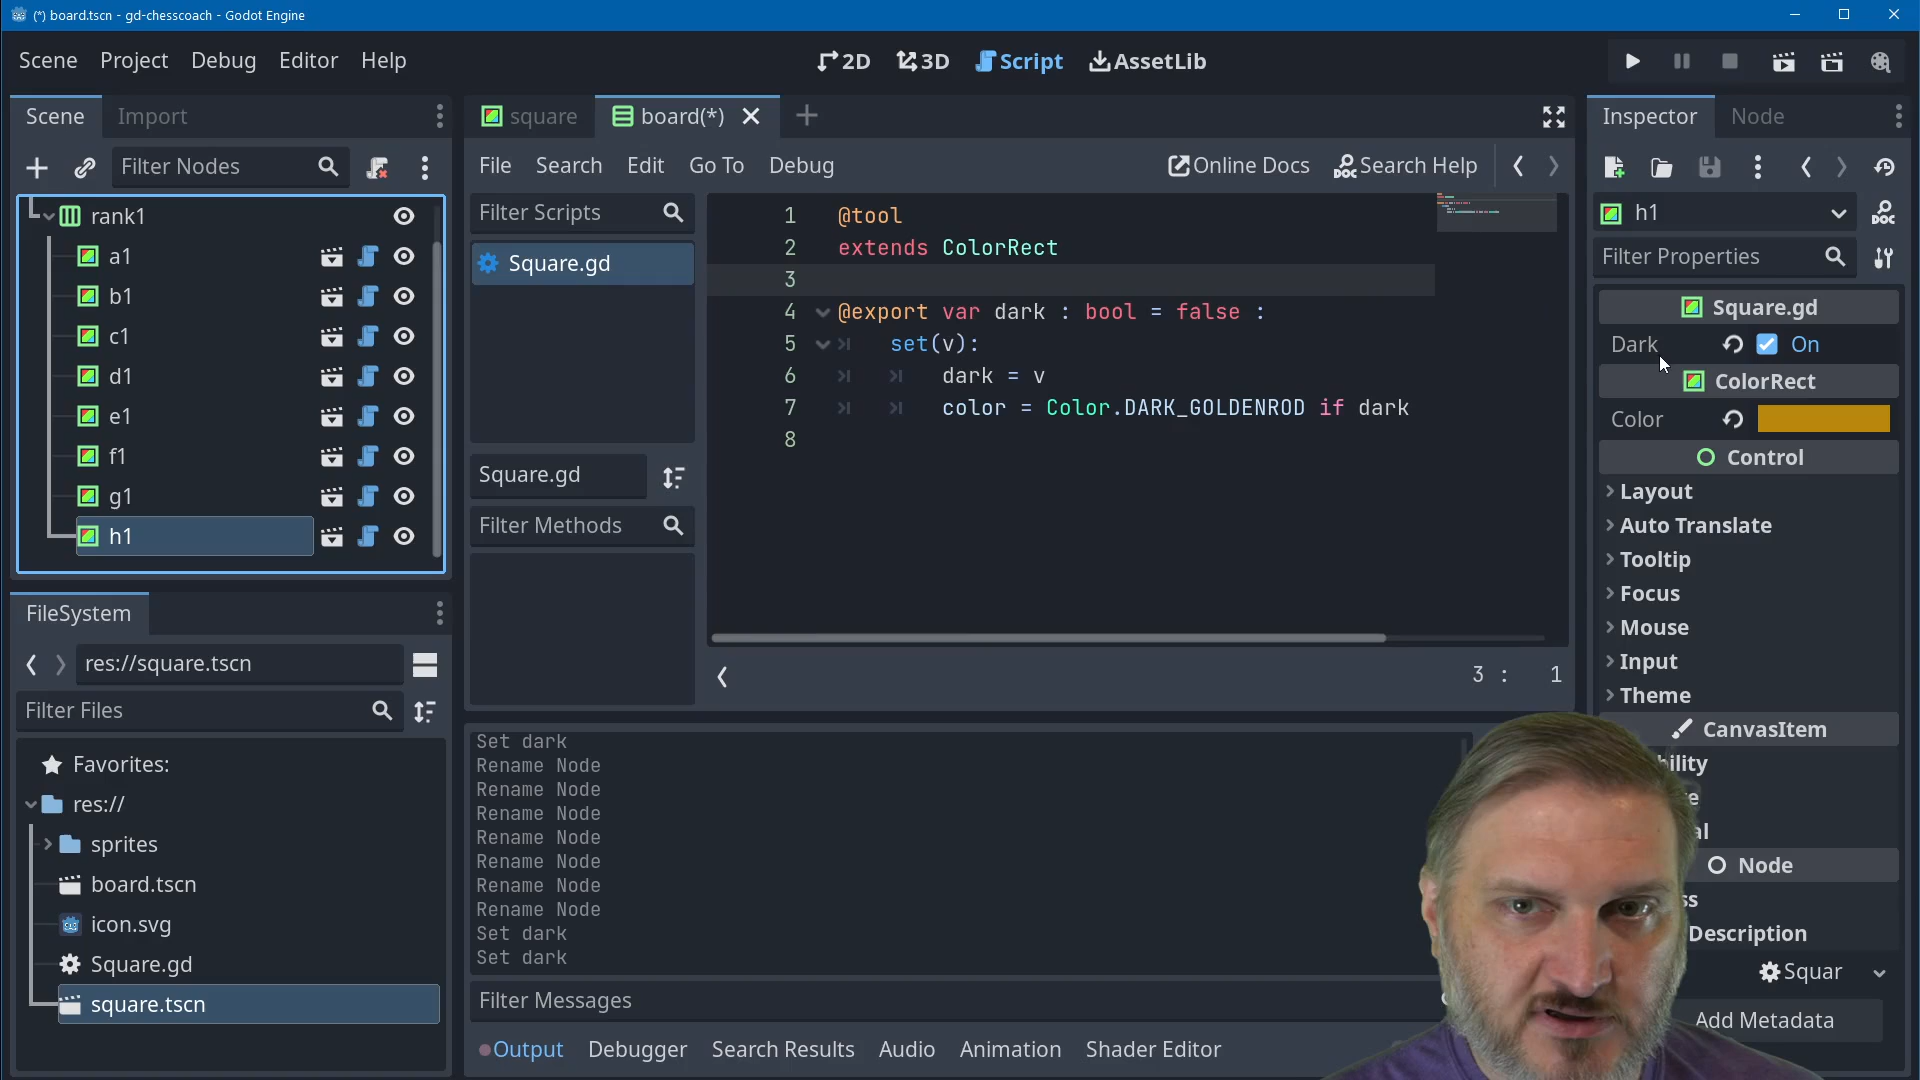 (*) board.tscn - gd-chesscoach - Godot Engine
Scene Project Debug Editor Help
2D 3D Script AssetLib
Scene Import
square board(*)
Inspector Node
Filter Nodes
File Search Edit Go To Debug
Online Docs Search Help
rank1
a1
b1
c1
d1
e1
f1
g1
h1
Filter Scripts
Square.gd
Square.gd
Filter Methods
1 @tool
2 extends ColorRect
3
4 @export var dark : bool = false :
5 set(v):
6 dark = v
7 color = Color.DARK_GOLDENROD if dark
8
3 : 1
h1
Filter Properties
Square.gd
Dark On
ColorRect
Color
Control
Layout
Auto Translate
Tooltip
Focus
Mouse
Input
Theme
CanvasItem
Node
Description
Squar
Add Metadata
FileSystem
res://square.tscn
Filter Files
Favorites:
res://
sprites
board.tscn
icon.svg
Square.gd
square.tscn
Set dark
Rename Node
Rename Node
Rename Node
Rename Node
Rename Node
Rename Node
Rename Node
Set dark
Set dark
Filter Messages
Output Debugger Search Results Audio Animation Shader Editor